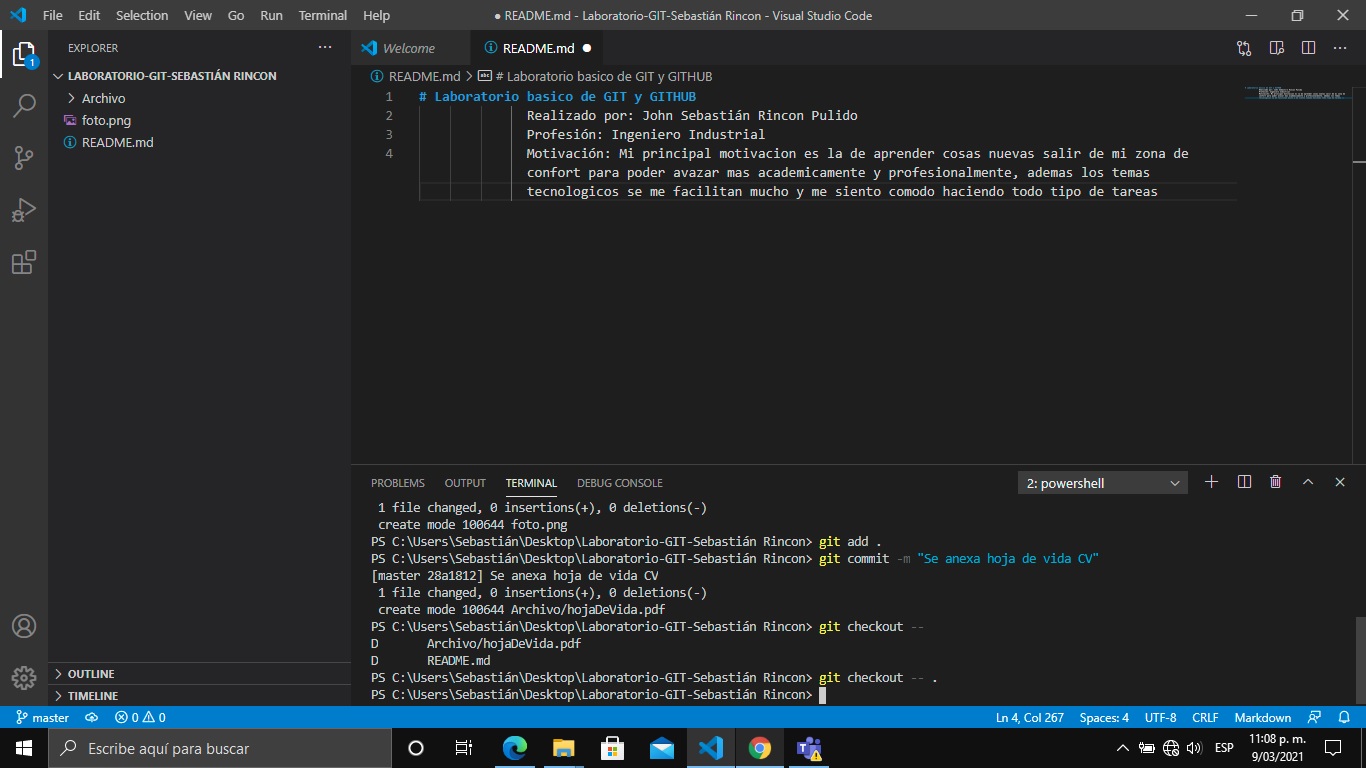 File Edit Selection View Go Run Terminal Help
● README.md - Laboratorio-GIT-Sebastián Rincon - Visual Studio Code
EXPLORER
Welcome
README.md
1
LABORATORIO-GIT-SEBASTIÁN RINCON
Archivo
foto.png
README.md
README.md > # Laboratorio basico de GIT y GITHUB
1 # Laboratorio basico de GIT y GITHUB
2 Realizado por: John Sebastián Rincon Pulido
3 Profesión: Ingeniero Industrial
4 Motivación: Mi principal motivacion es la de aprender cosas nuevas salir de mi zona de
confort para poder avazar mas academicamente y profesionalmente, ademas los temas
tecnologicos se me facilitan mucho y me siento comodo haciendo todo tipo de tareas
PROBLEMS OUTPUT TERMINAL DEBUG CONSOLE
2: powershell
1 file changed, 0 insertions(+), 0 deletions(-)
create mode 100644 foto.png
PS C:\Users\Sebastián\Desktop\Laboratorio-GIT-Sebastián Rincon> git add .
PS C:\Users\Sebastián\Desktop\Laboratorio-GIT-Sebastián Rincon> git commit -m "Se anexa hoja de vida CV"
[master 28a1812] Se anexa hoja de vida CV
1 file changed, 0 insertions(+), 0 deletions(-)
create mode 100644 Archivo/hojaDeVida.pdf
PS C:\Users\Sebastián\Desktop\Laboratorio-GIT-Sebastián Rincon> git checkout --
D Archivo/hojaDeVida.pdf
D README.md
PS C:\Users\Sebastián\Desktop\Laboratorio-GIT-Sebastián Rincon> git checkout -- .
PS C:\Users\Sebastián\Desktop\Laboratorio-GIT-Sebastián Rincon>
OUTLINE
TIMELINE
master 0 0
Ln 4, Col 267 Spaces: 4 UTF-8 CRLF Markdown
Escribe aquí para buscar
ESP
11:08 p. m.
9/03/2021